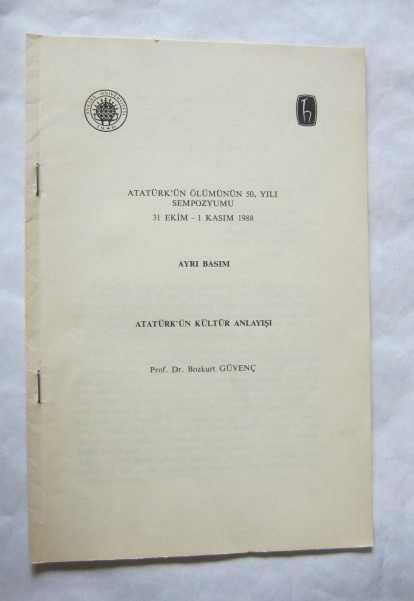 ATATÜRK'ÜN ÖLÜMÜNÜN 50. YILI
SEMPOZYUMU
31 EKİM – 1 KASIM 1988
AYRI BASIM
ATATÜRK'ÜN KÜLTÜR ANLAYIŞI
Prof. Dr. Bozkurt GÜVENÇ